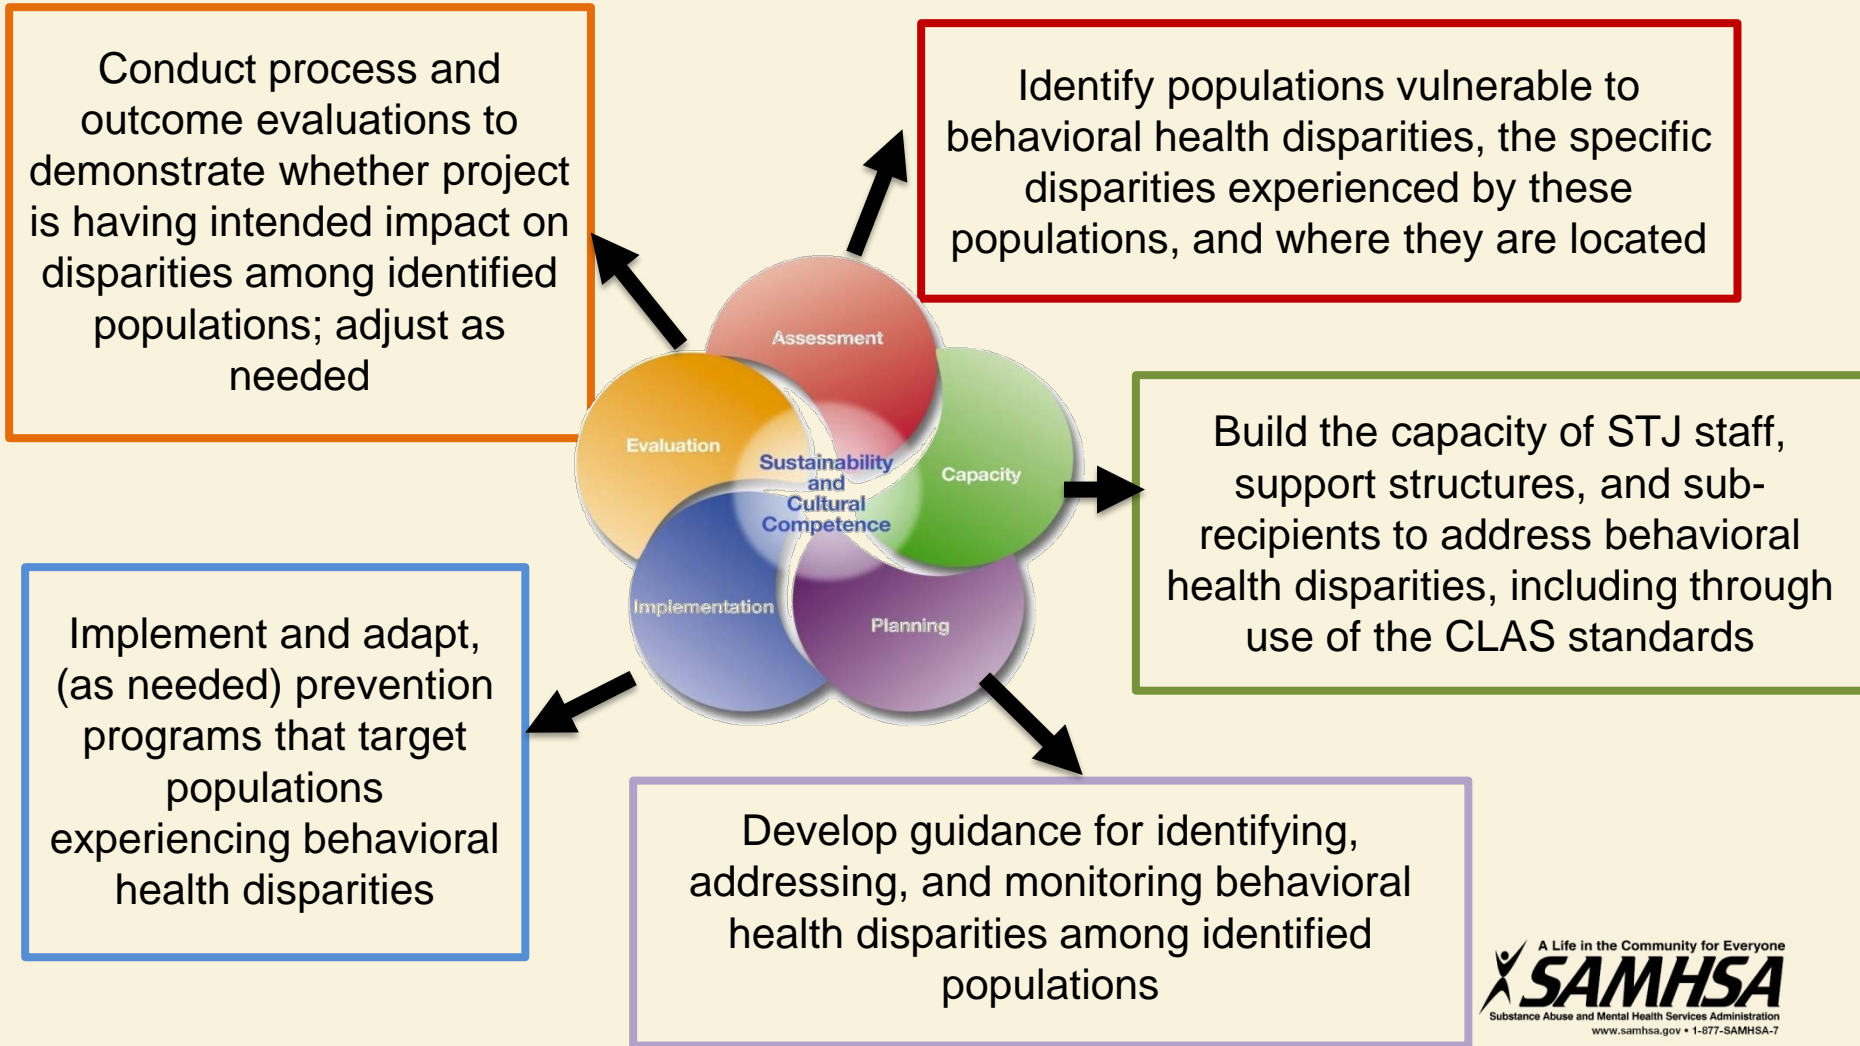 Conduct process and
outcome evaluations to
demonstrate whether project
is having intended impact on
disparities among identified
populations; adjust as
needed
Identify populations vulnerable to
behavioral health disparities, the specific
disparities experienced by these
populations, and where they are located
Assessment
Evaluation
Capacity
Sustainability
and
Cultural
Competence
Implementation
Planning
Build the capacity of STJ staff,
support structures, and sub-
recipients to address behavioral
health disparities, including through
use of the CLAS standards
Implement and adapt,
(as needed) prevention
programs that target
populations
experiencing behavioral
health disparities
Develop guidance for identifying,
addressing, and monitoring behavioral
health disparities among identified
populations
A Life in the Community for Everyone
SAMHSA
Substance Abuse and Mental Health Services Administration
www.samhsa.gov • 1-877-SAMHSA-7